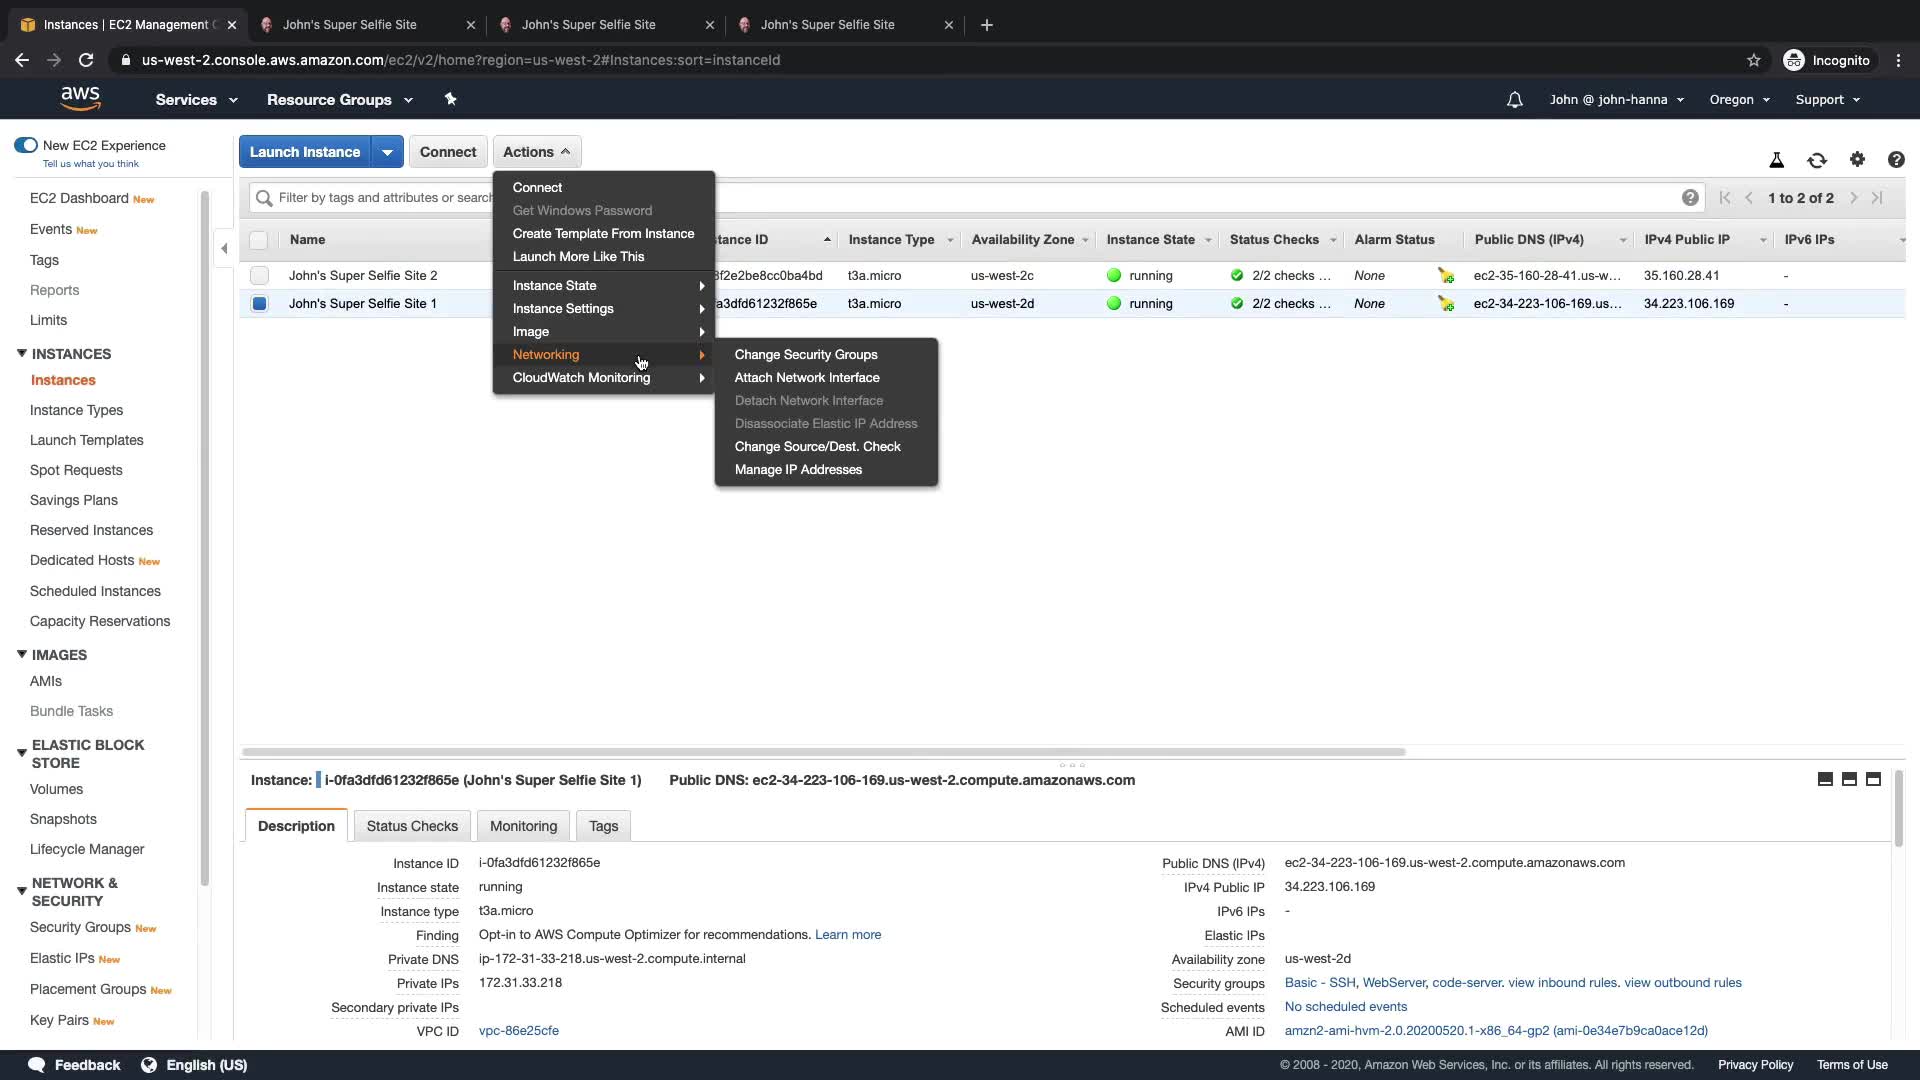 Instances | EC2 Management C
John's Super Selfie Site
John's Super Selfie Site
John's Super Selfie Site
us-west-2.console.aws.amazon.com/ec2/v2/home?region=us-west-2#Instances:sort=instanceId
Incognito
aws
Services
Resource Groups
John @ john-hanna
Oregon
Support
New EC2 Experience
Tell us what you think
EC2 Dashboard New
Events New
Tags
Reports
Limits
INSTANCES
Instances
Instance Types
Launch Templates
Spot Requests
Savings Plans
Reserved Instances
Dedicated Hosts New
Scheduled Instances
Capacity Reservations
IMAGES
AMIs
Bundle Tasks
ELASTIC BLOCK
STORE
Volumes
Snapshots
Lifecycle Manager
NETWORK &
SECURITY
Security Groups New
Elastic IPs New
Placement Groups New
Key Pairs New
Launch Instance
Connect
Actions
Filter by tags and attributes or search
1 to 2 of 2
Connect
Get Windows Password
Create Template From Instance
Launch More Like This
Instance State
Instance Settings
Image
Networking
CloudWatch Monitoring
Change Security Groups
Attach Network Interface
Detach Network Interface
Disassociate Elastic IP Address
Change Source/Dest. Check
Manage IP Addresses
Name stance ID Instance Type Availability Zone Instance State Status Checks Alarm Status Public DNS (IPv4) IPv4 Public IP IPv6 IPs
John's Super Selfie Site 2 3f2e2be8cc0ba4bd t3a.micro us-west-2c running 2/2 checks ... None ec2-35-160-28-41.us-w... 35.160.28.41 -
John's Super Selfie Site 1 fa3dfd61232f865e t3a.micro us-west-2d running 2/2 checks ... None ec2-34-223-106-169.us... 34.223.106.169 -
Instance: i-0fa3dfd61232f865e (John's Super Selfie Site 1) Public DNS: ec2-34-223-106-169.us-west-2.compute.amazonaws.com
Description
Status Checks
Monitoring
Tags
Instance ID i-0fa3dfd61232f865e
Instance state running
Instance type t3a.micro
Finding Opt-in to AWS Compute Optimizer for recommendations. Learn more
Private DNS ip-172-31-33-218.us-west-2.compute.internal
Private IPs 172.31.33.218
Secondary private IPs
VPC ID vpc-86e25cfe
Public DNS (IPv4) ec2-34-223-106-169.us-west-2.compute.amazonaws.com
IPv4 Public IP 34.223.106.169
IPv6 IPs -
Elastic IPs
Availability zone us-west-2d
Security groups Basic - SSH, WebServer, code-server. view inbound rules. view outbound rules
Scheduled events No scheduled events
AMI ID amzn2-ami-hvm-2.0.20200520.1-x86_64-gp2 (ami-0e34e7b9ca0ace12d)
Feedback
English (US)
© 2008 - 2020, Amazon Web Services, Inc. or its affiliates. All rights reserved.
Privacy Policy
Terms of Use